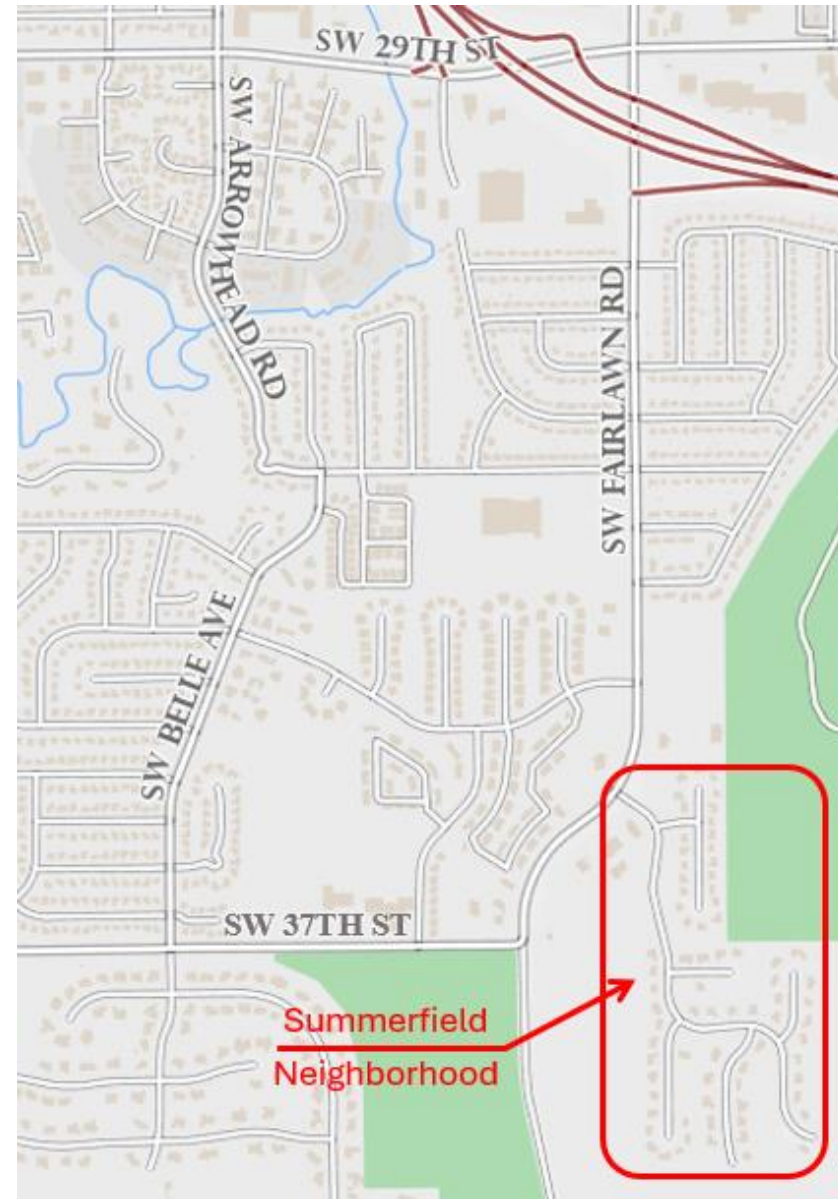 SW 29TH ST
SW ARROWHEAD RD
SW FAIRLAWN RD
SW BELLE AVE
SW 37TH ST
Summerfield
Neighborhood